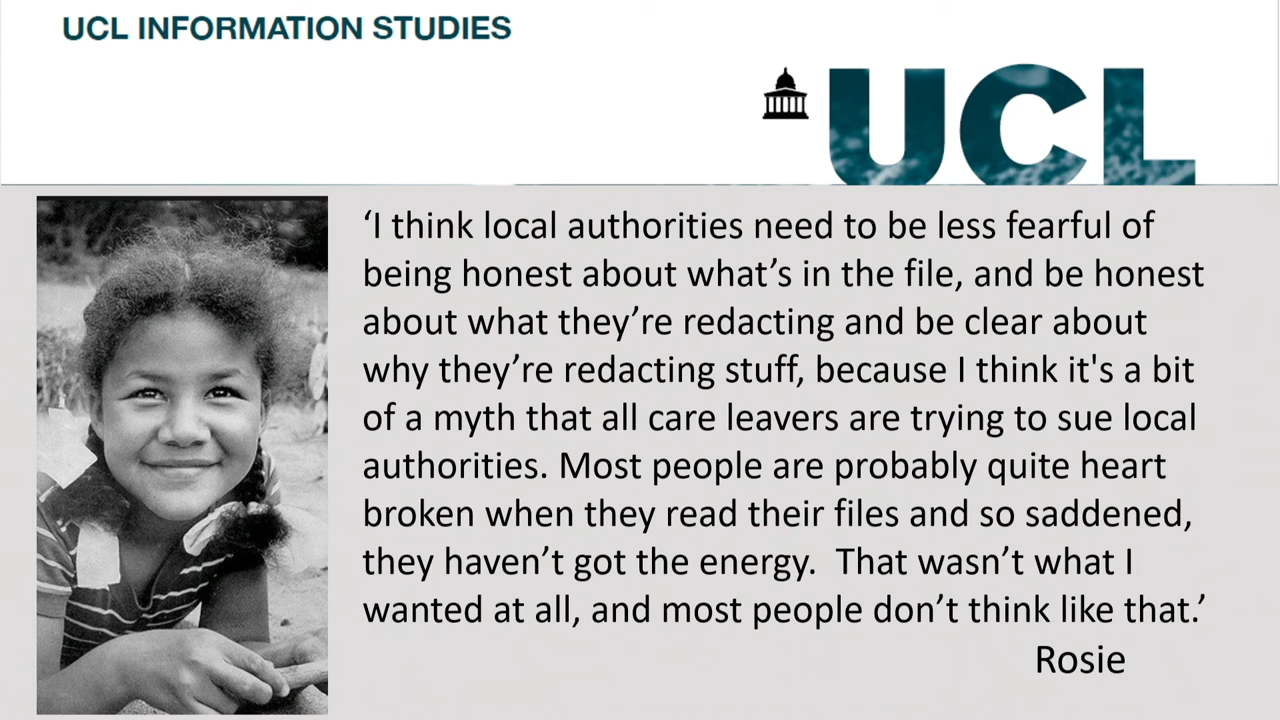 UCL INFORMATION STUDIES
UCL
‘I think local authorities need to be less fearful of
being honest about what’s in the file, and be honest
about what they’re redacting and be clear about
why they’re redacting stuff, because I think it's a bit
of a myth that all care leavers are trying to sue local
authorities. Most people are probably quite heart
broken when they read their files and so saddened,
they haven’t got the energy.  That wasn’t what I
wanted at all, and most people don’t think like that.’
Rosie